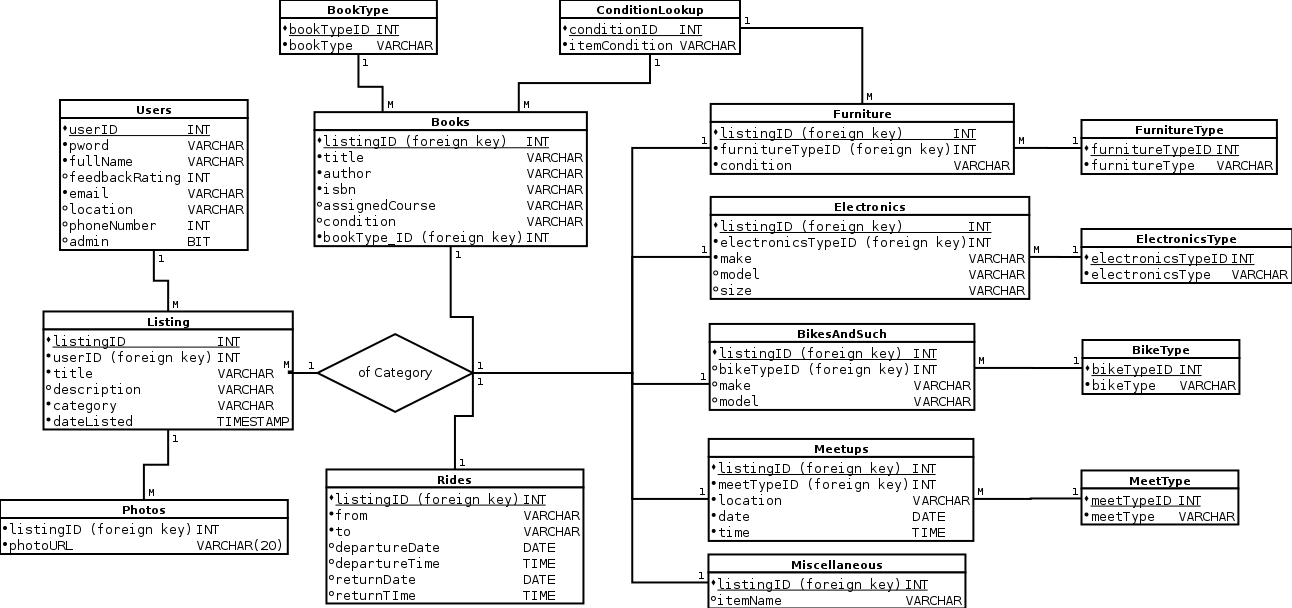 BookType
bookTypeID INT
bookType VARCHAR
1
M
ConditionLookup
conditionID INT
itemCondition VARCHAR
1
1
M
M
Users
userID INT
pword VARCHAR
fullName VARCHAR
feedbackRating INT
email VARCHAR
location VARCHAR
phoneNumber INT
admin BIT
1
M
Books
listingID (foreign key) INT
title VARCHAR
author VARCHAR
isbn VARCHAR
assignedCourse VARCHAR
condition VARCHAR
bookType_ID (foreign key) INT
1
Furniture
listingID (foreign key) INT
furnitureTypeID (foreign key) INT
condition VARCHAR
1
M
1
FurnitureType
furnitureTypeID INT
furnitureType VARCHAR
Electronics
listingID (foreign key) INT
electronicsTypeID (foreign key) INT
make VARCHAR
model VARCHAR
size VARCHAR
1
M
1
ElectronicsType
electronicsTypeID INT
electronicsType VARCHAR
Listing
listingID INT
userID (foreign key) INT
title VARCHAR
description VARCHAR
category VARCHAR
dateListed TIMESTAMP
M
1
of Category
1
1
1
M
BikesAndSuch
listingID (foreign key) INT
bikeTypeID (foreign key) INT
make VARCHAR
model VARCHAR
1
M
1
BikeType
bikeTypeID INT
bikeType VARCHAR
Photos
listingID (foreign key) INT
photoURL VARCHAR(20)
1
Rides
listingID (foreign key) INT
from VARCHAR
to VARCHAR
departureDate DATE
departureTime TIME
returnDate DATE
returnTIme TIME
Meetups
listingID (foreign key) INT
meetTypeID (foreign key) INT
location VARCHAR
date DATE
time TIME
1
M
1
MeetType
meetTypeID INT
meetType VARCHAR
1
Miscellaneous
listingID (foreign key) INT
itemName VARCHAR